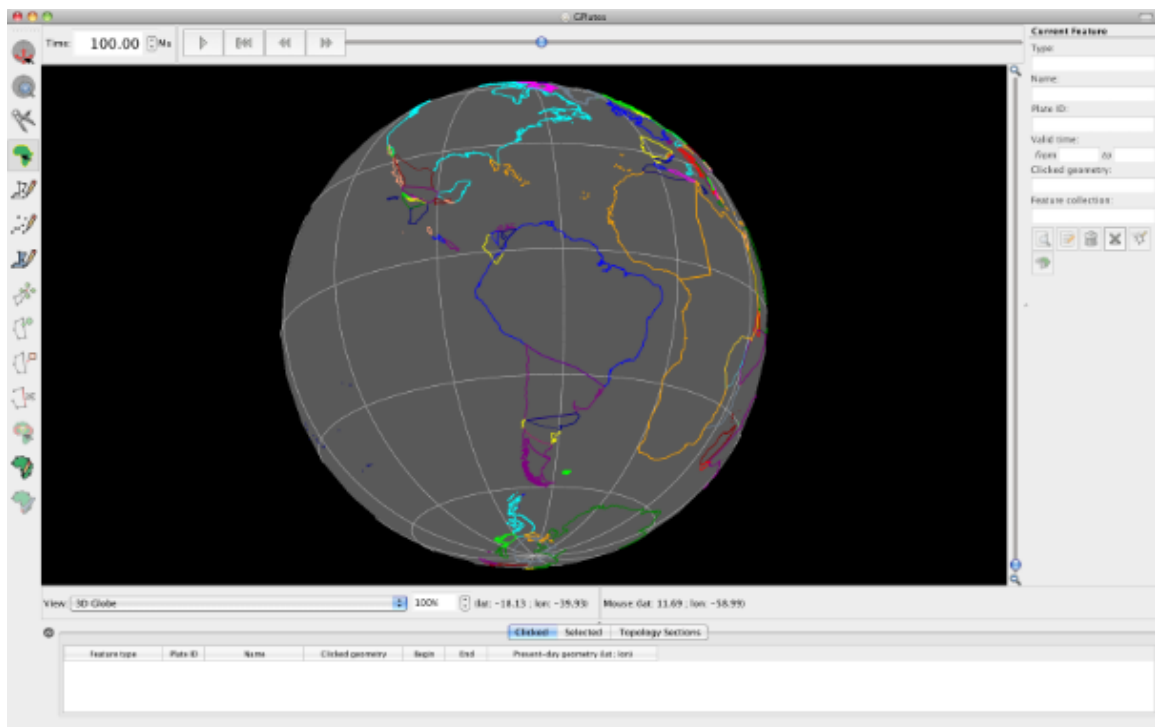 GPlates
Time: 100.00 Ma
Current Feature
Type:
Name:
Plate ID:
Valid time:
from to
Clicked geometry:
Feature collection:
View: 3D Globe 100% (lat: -18.13 ; lon: -39.93) Mouse (lat: 11.69 ; lon: -58.99)
Clicked Selected Topology Sections
Feature type Plate ID Name Clicked geometry Begin End Present-day geometry (lat ; lon)